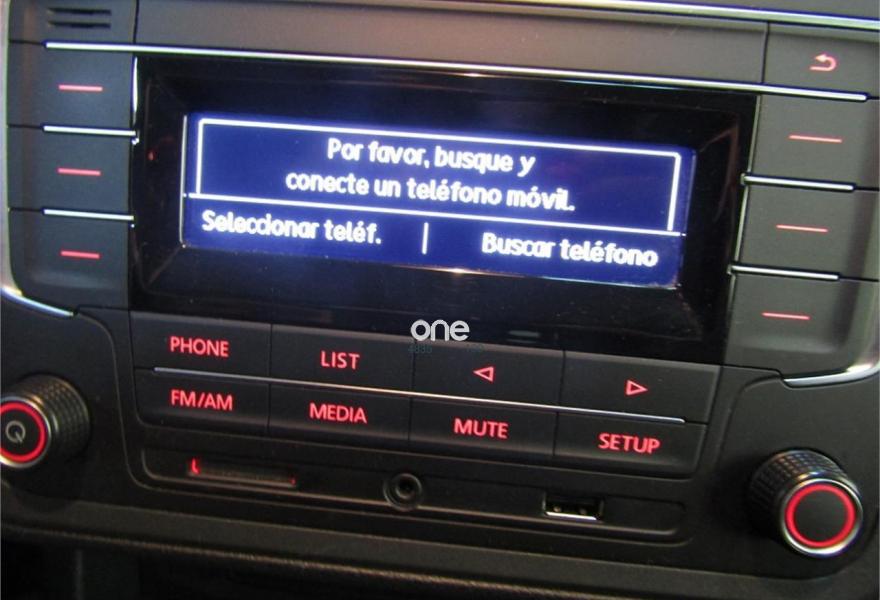 Por favor, busque y
conecte un teléfono móvil.
Seleccionar teléf. | Buscar teléfono
one
PHONE
LIST
FM/AM
MEDIA
MUTE
SETUP